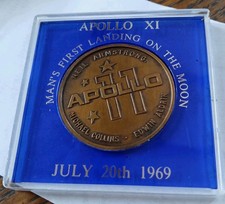 APOLLO XI
MAN'S FIRST LANDING ON THE MOON
NEIL ARMSTRONG
APOLLO
11
MICHAEL COLLINS - EDWIN ALDRIN
JULY 20th 1969